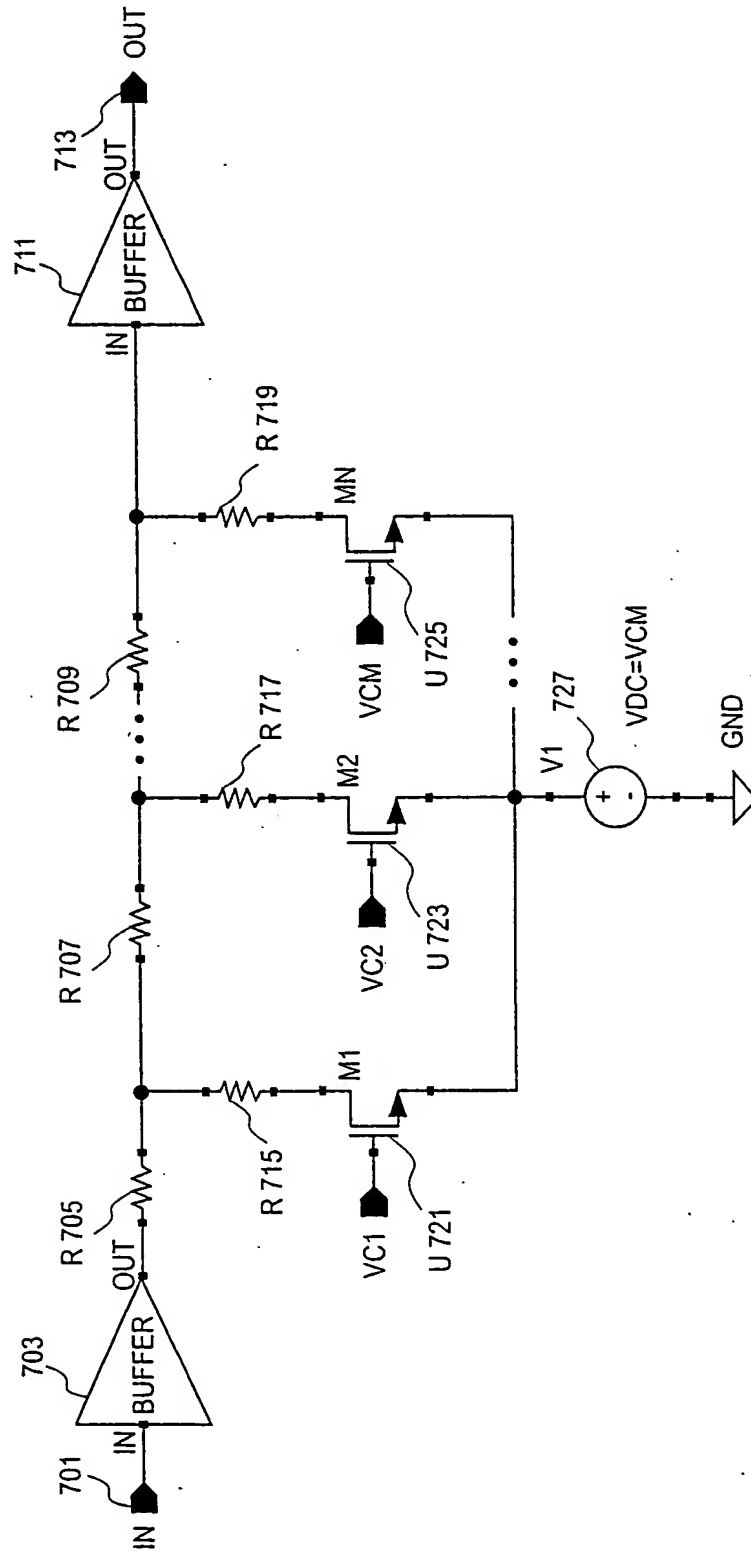 IN
701
IN
703
BUFFER
OUT
R 705
R 707
R 709
IN
711
BUFFER
OUT
713
OUT
R 715
R 717
R 719
M1
M2
MN
VC1
VC2
VCM
U 721
U 723
U 725
V1
727
VDC=VCM
GND